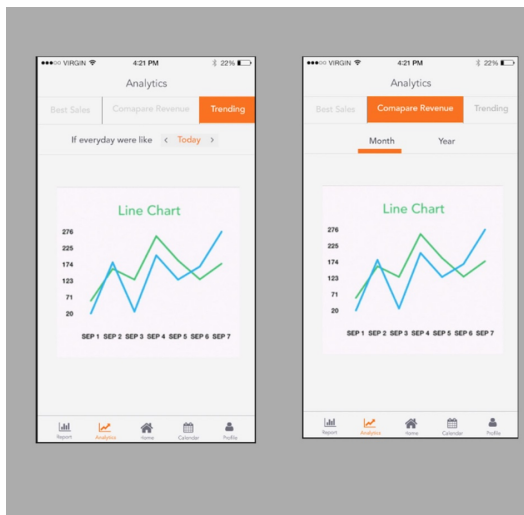 VIRGIN 4:21 PM 22%
Analytics
Best Sales Comapare Revenue Trending
If everyday were like < Today >
Line Chart
276
225
174
123
71
20
SEP 1 SEP 2 SEP 3 SEP 4 SEP 5 SEP 6 SEP 7
Report Analytics Home Calendar Profile
VIRGIN 4:21 PM 22%
Analytics
Best Sales Comapare Revenue Trending
Month Year
Line Chart
276
225
174
123
71
20
SEP 1 SEP 2 SEP 3 SEP 4 SEP 5 SEP 6 SEP 7
Report Analytics Home Calendar Profile